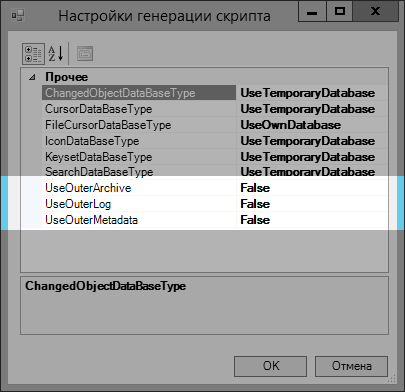 Настройки генерации скрипта
Прочее
ChangedObjectDataBaseType UseTemporaryDatabase
CursorDataBaseType UseTemporaryDatabase
FileCursorDataBaseType UseOwnDatabase
IconDataBaseType UseTemporaryDatabase
KeysetDataBaseType UseTemporaryDatabase
SearchDataBaseType UseTemporaryDatabase
UseOuterArchive False
UseOuterLog False
UseOuterMetadata False
ChangedObjectDataBaseType
OK Отмена